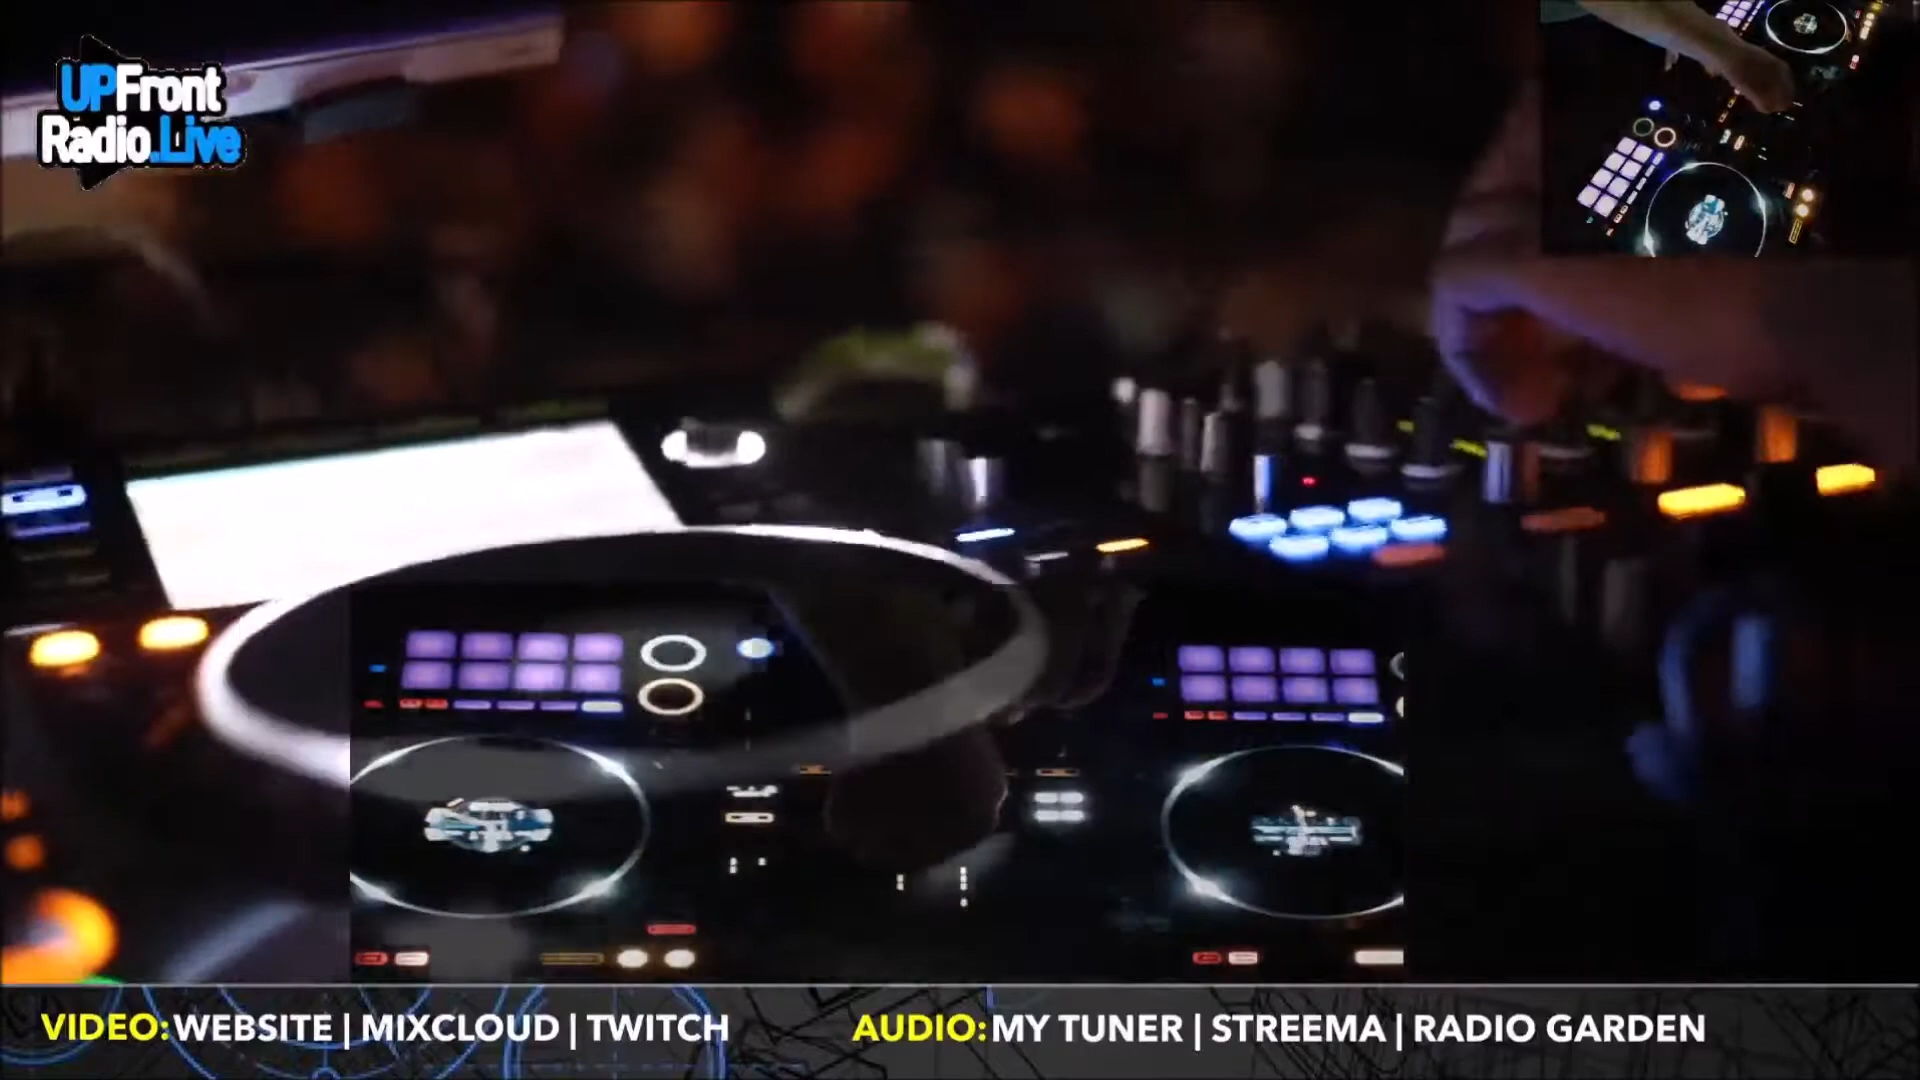 UPFront
Radio.Live
VIDEO: WEBSITE | MIXCLOUD | TWITCH
AUDIO: MY TUNER | STREEMA | RADIO GARDEN